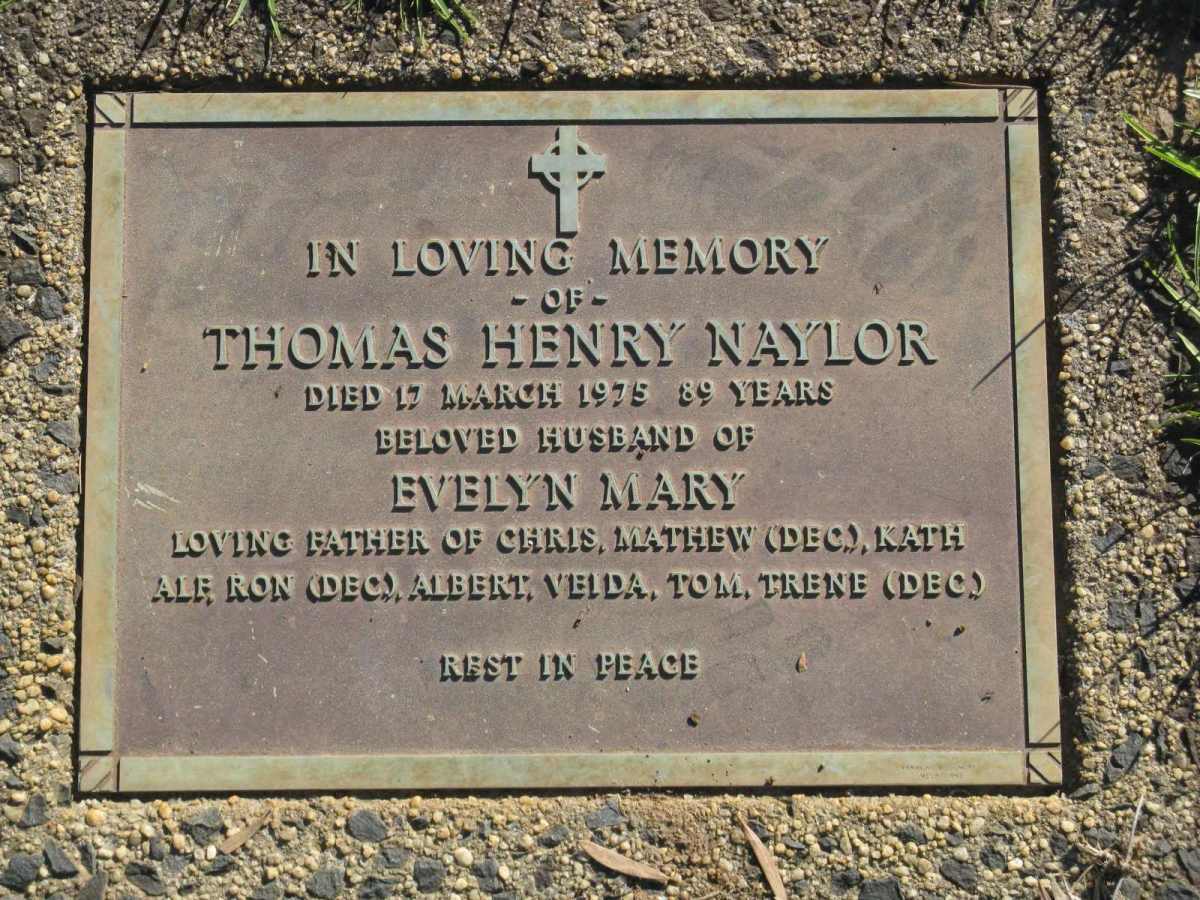 IN LOVING MEMORY
- OF -
THOMAS HENRY NAYLOR
DIED 17 MARCH 1975 89 YEARS
BELOVED HUSBAND OF
EVELYN MARY
LOVING FATHER OF CHRIS, MATHEW (DEC.), KATH
ALF, RON (DEC.), ALBERT, VEIDA, TOM, TRENE (DEC.)
REST IN PEACE